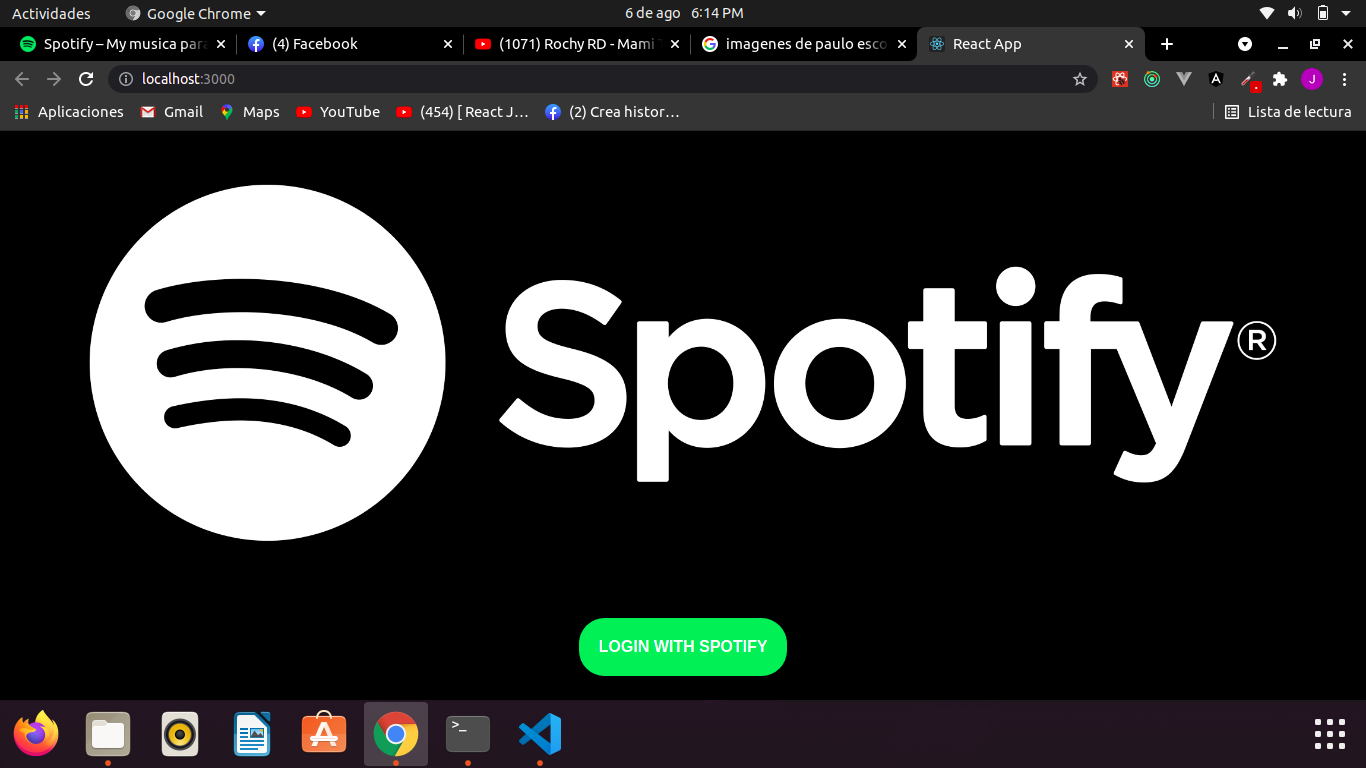 Actividades Google Chrome 6 de ago 6:14 PM
Spotify – My musica para (4) Facebook (1071) Rochy RD - Mami imagenes de paulo esco React App
localhost:3000
Aplicaciones Gmail Maps YouTube (454) [ React J… (2) Crea histor… Lista de lectura
Spotify®
LOGIN WITH SPOTIFY